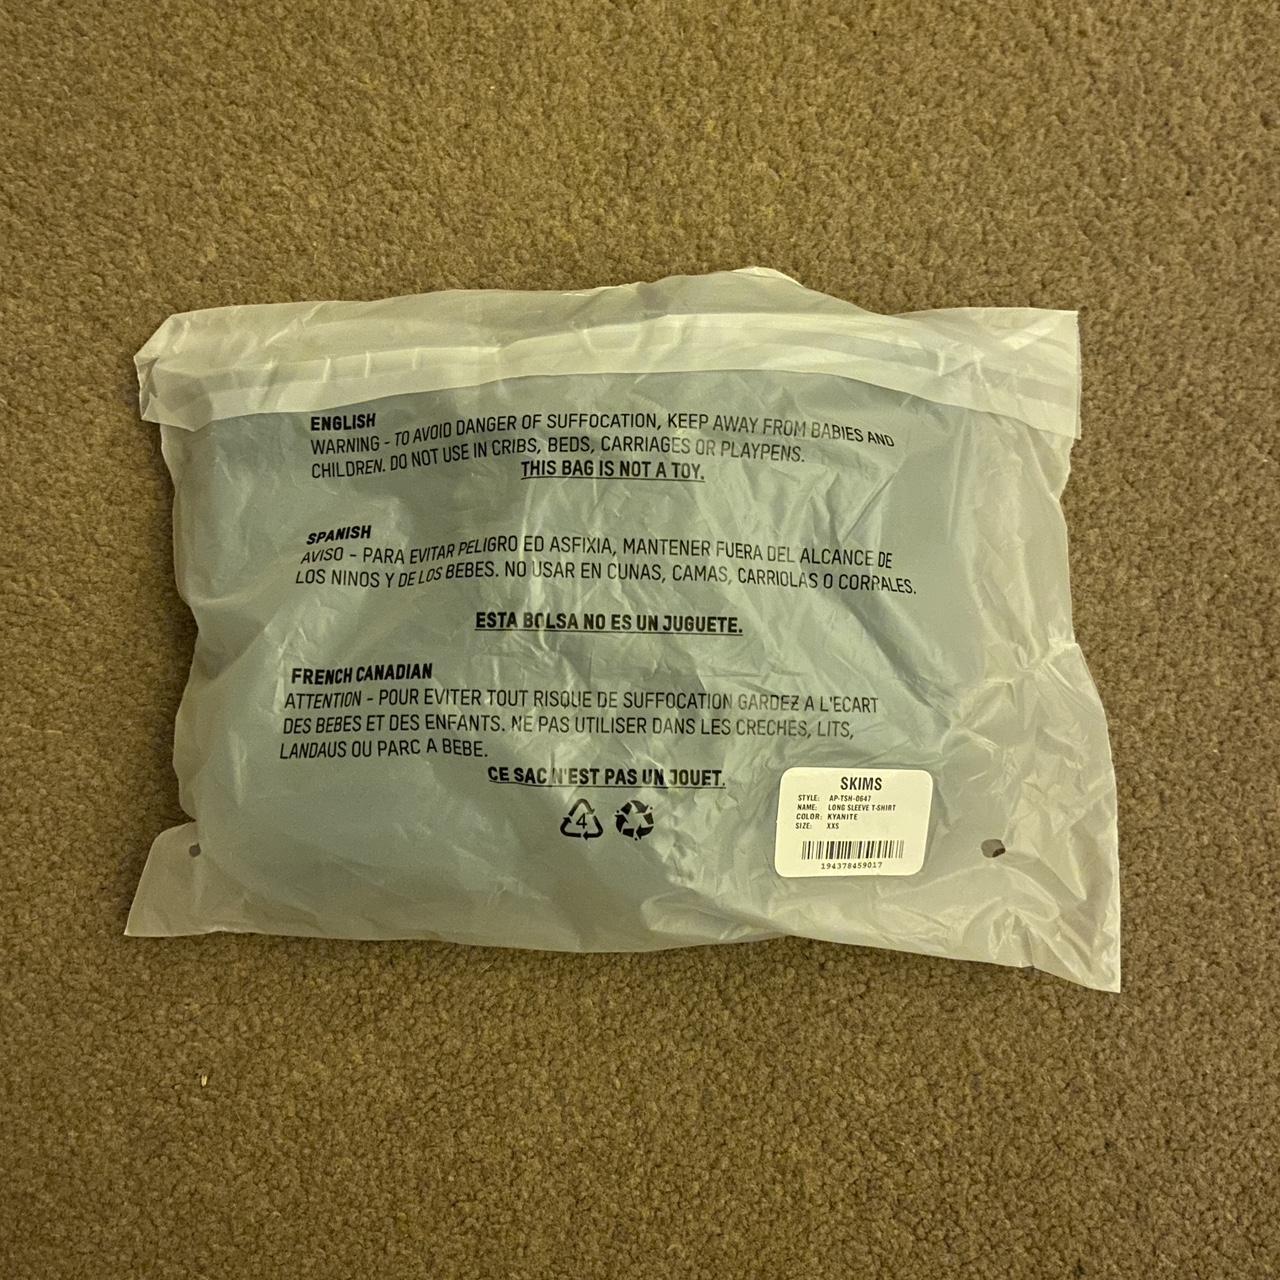 ENGLISH
WARNING - TO AVOID DANGER OF SUFFOCATION, KEEP AWAY FROM BABIES AND
CHILDREN. DO NOT USE IN CRIBS, BEDS, CARRIAGES OR PLAYPENS.
THIS BAG IS NOT A TOY.
SPANISH
AVISO - PARA EVITAR PELIGRO ED ASFIXIA, MANTENER FUERA DEL ALCANCE DE
LOS NINOS Y DE LOS BEBES. NO USAR EN CUNAS, CAMAS, CARRIOLAS O CORRALES.
ESTA BOLSA NO ES UN JUGUETE.
FRENCH CANADIAN
ATTENTION - POUR EVITER TOUT RISQUE DE SUFFOCATION GARDEZ A L'ECART
DES BEBES ET DES ENFANTS. NE PAS UTILISER DANS LES CRECHES, LITS,
LANDAUS OU PARC A BEBE.
CE SAC N'EST PAS UN JOUET.
4
SKIMS
STYLE: AP-TSH-0647
NAME: LONG SLEEVE T-SHIRT
COLOR: KYANITE
SIZE: XXS
194378459017